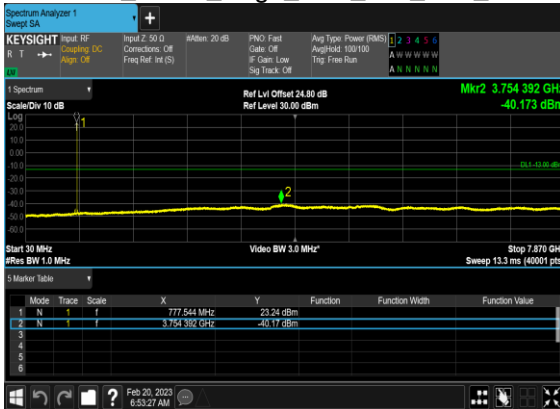 Spectrum Analyzer 1
Swept SA
+
KEYSIGHT Input: RF Input Z: 50 Ω #Atten: 20 dB PNO: Fast Avg Type: Power (RMS) 1 2 3 4 5 6
R T Coupling: DC Corrections: Off Gate: Off Avg|Hold: 100/100 A W W W W W
Align: Off Freq Ref: Int (S) IF Gain: Low Trig: Free Run
LW Sig Track: Off A N N N N N
1 Spectrum Ref Lvl Offset 24.80 dB Mkr2 3.754 392 GHz
Scale/Div 10 dB Ref Level 30.00 dBm -40.173 dBm
Log
20.0
10.0
0.00
-10.0
-20.0
-30.0
-40.0
-50.0
-60.0
1
DL1 -13.00 dBm
2
Start 30 MHz Video BW 3.0 MHz* Stop 7.870 GHz
#Res BW 1.0 MHz Sweep 13.3 ms (40001 pts)
5 Marker Table
Mode Trace Scale X Y Function Function Width Function Value
1 N 1 f 777.544 MHz 23.24 dBm
2 N 1 f 3.754 392 GHz -40.17 dBm
3
4
5
6
? Feb 20, 2023
6:53:27 AM